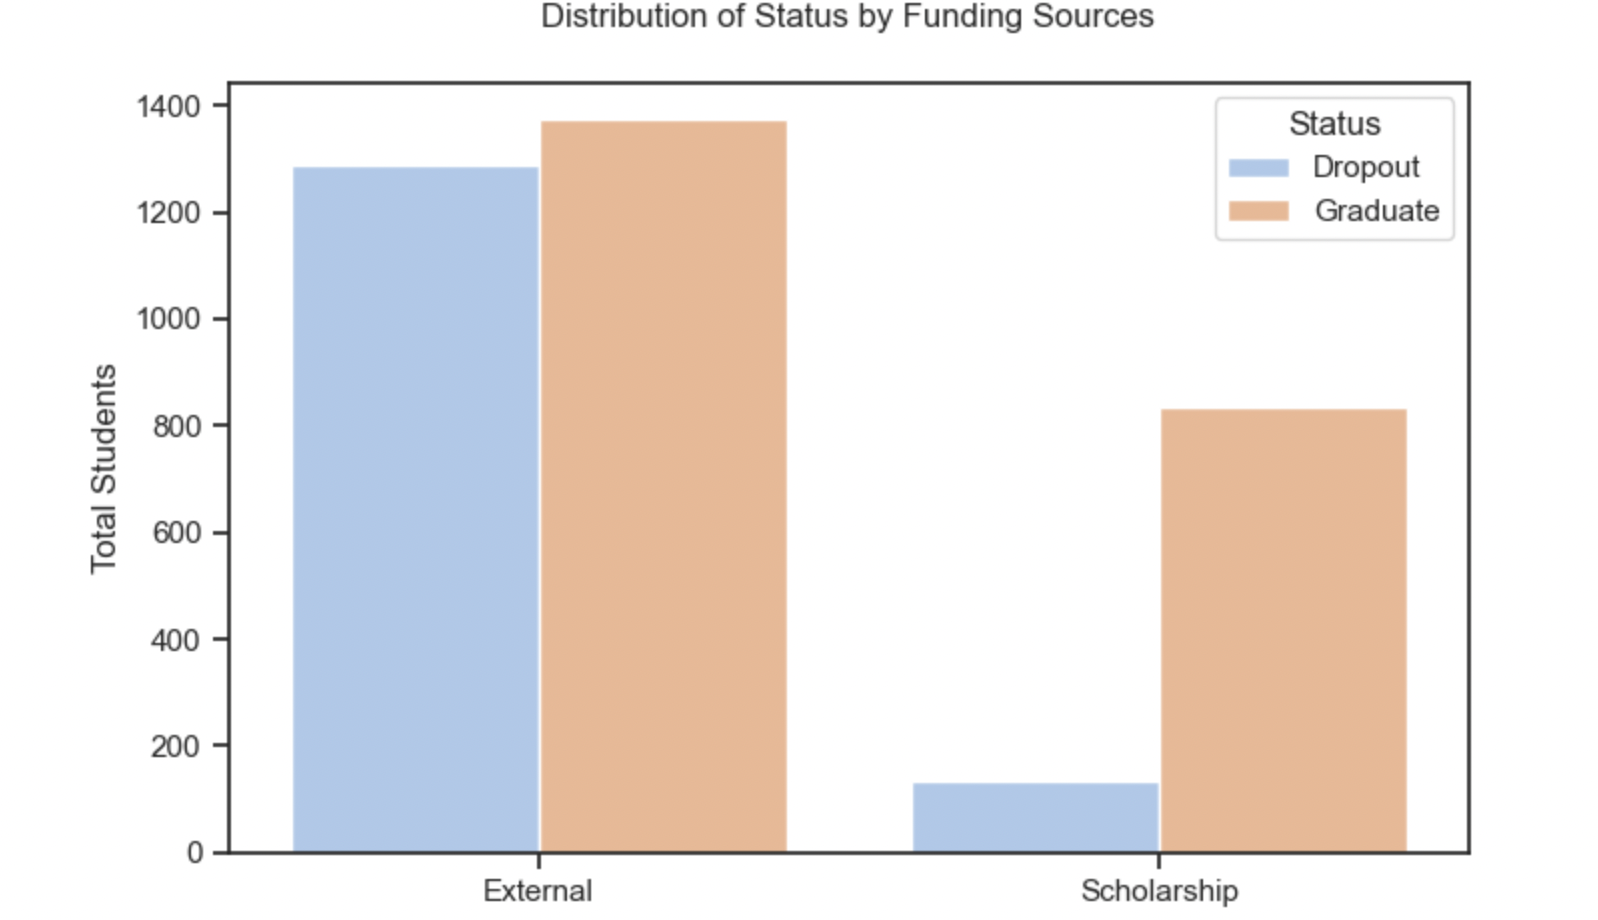 Distribution of Status by Funding Sources
1400
1200
1000
800
600
400
200
0
Total Students
Status
Dropout
Graduate
External
Scholarship